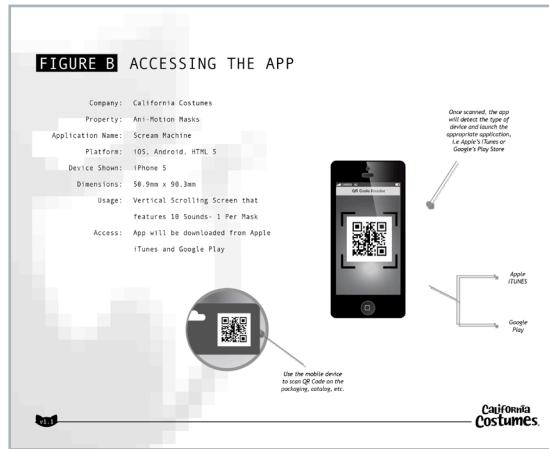 FIGURE B ACCESSING THE APP
Company: California Costumes
Property: Ani-Motion Masks
Application Name: Scream Machine
Platform: iOS, Android, HTML 5
Device Shown: iPhone 5
Dimensions: 50.9mm x 90.3mm
Usage: Vertical Scrolling Screen that
features 10 Sounds- 1 Per Mask
Access: App will be downloaded from Apple
iTunes and Google Play
Once scanned, the app
will detect the type of
device and launch the
appropriate application,
i.e Apple's iTunes or
Google's Play Store
QR Code Reader
Apple
iTUNES
Google
Play
Use the mobile device
to scan QR Code on the
packaging, catalog, etc.
v1.1
California
Costumes.